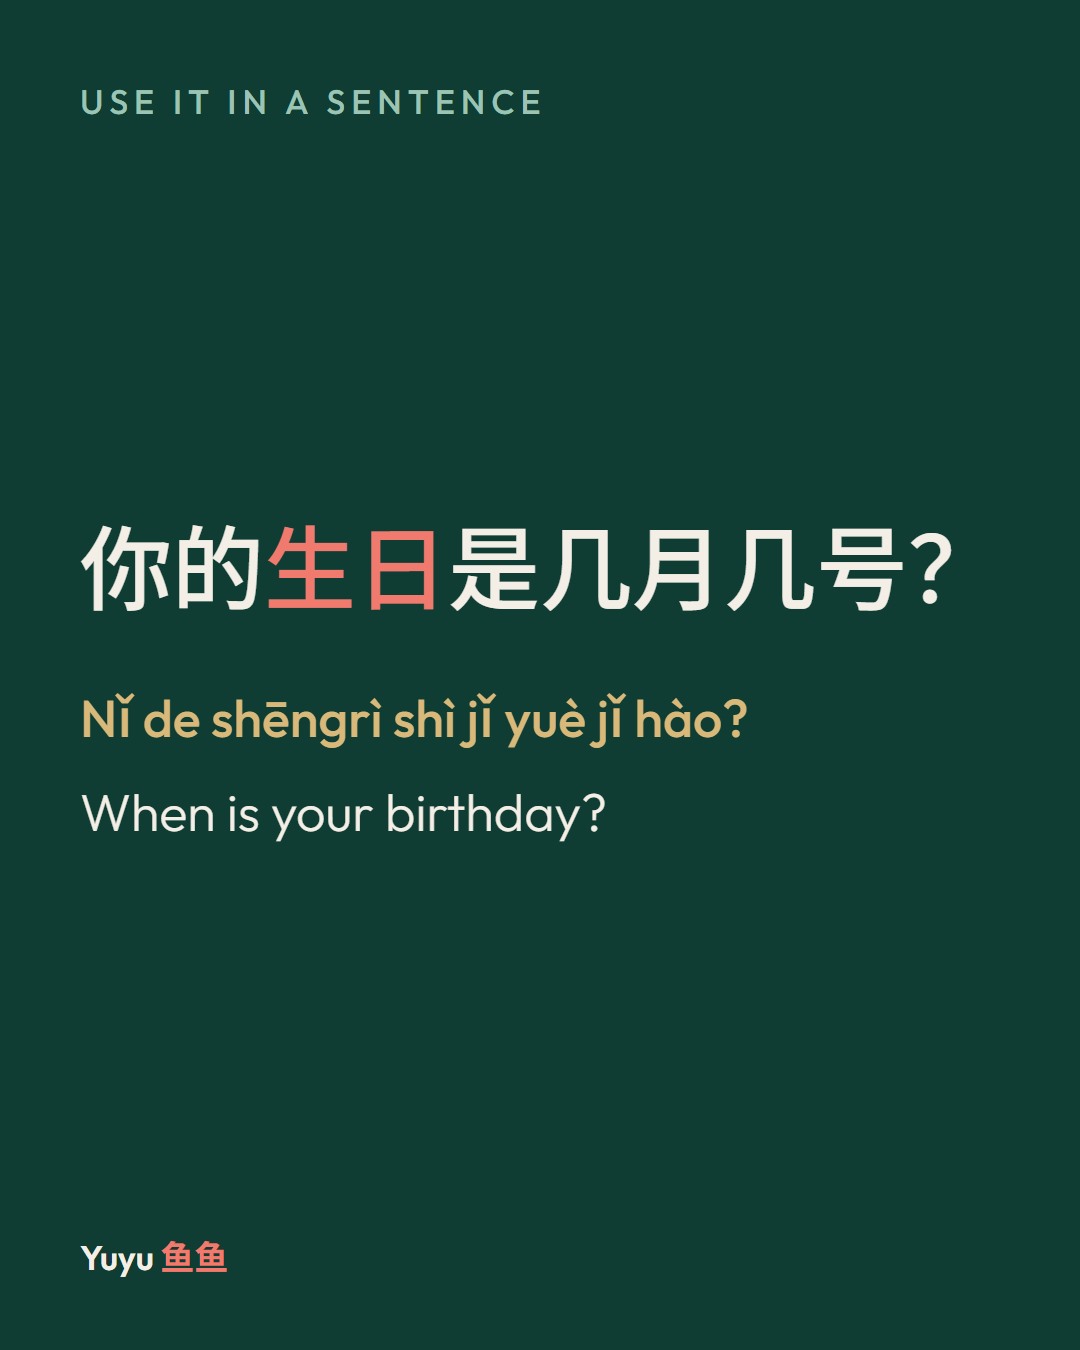 USE IT IN A SENTENCE
你的生日是几月几号？
Nǐ de shēngrì shì jǐ yuè jǐ hào?
When is your birthday?
Yuyu 鱼鱼